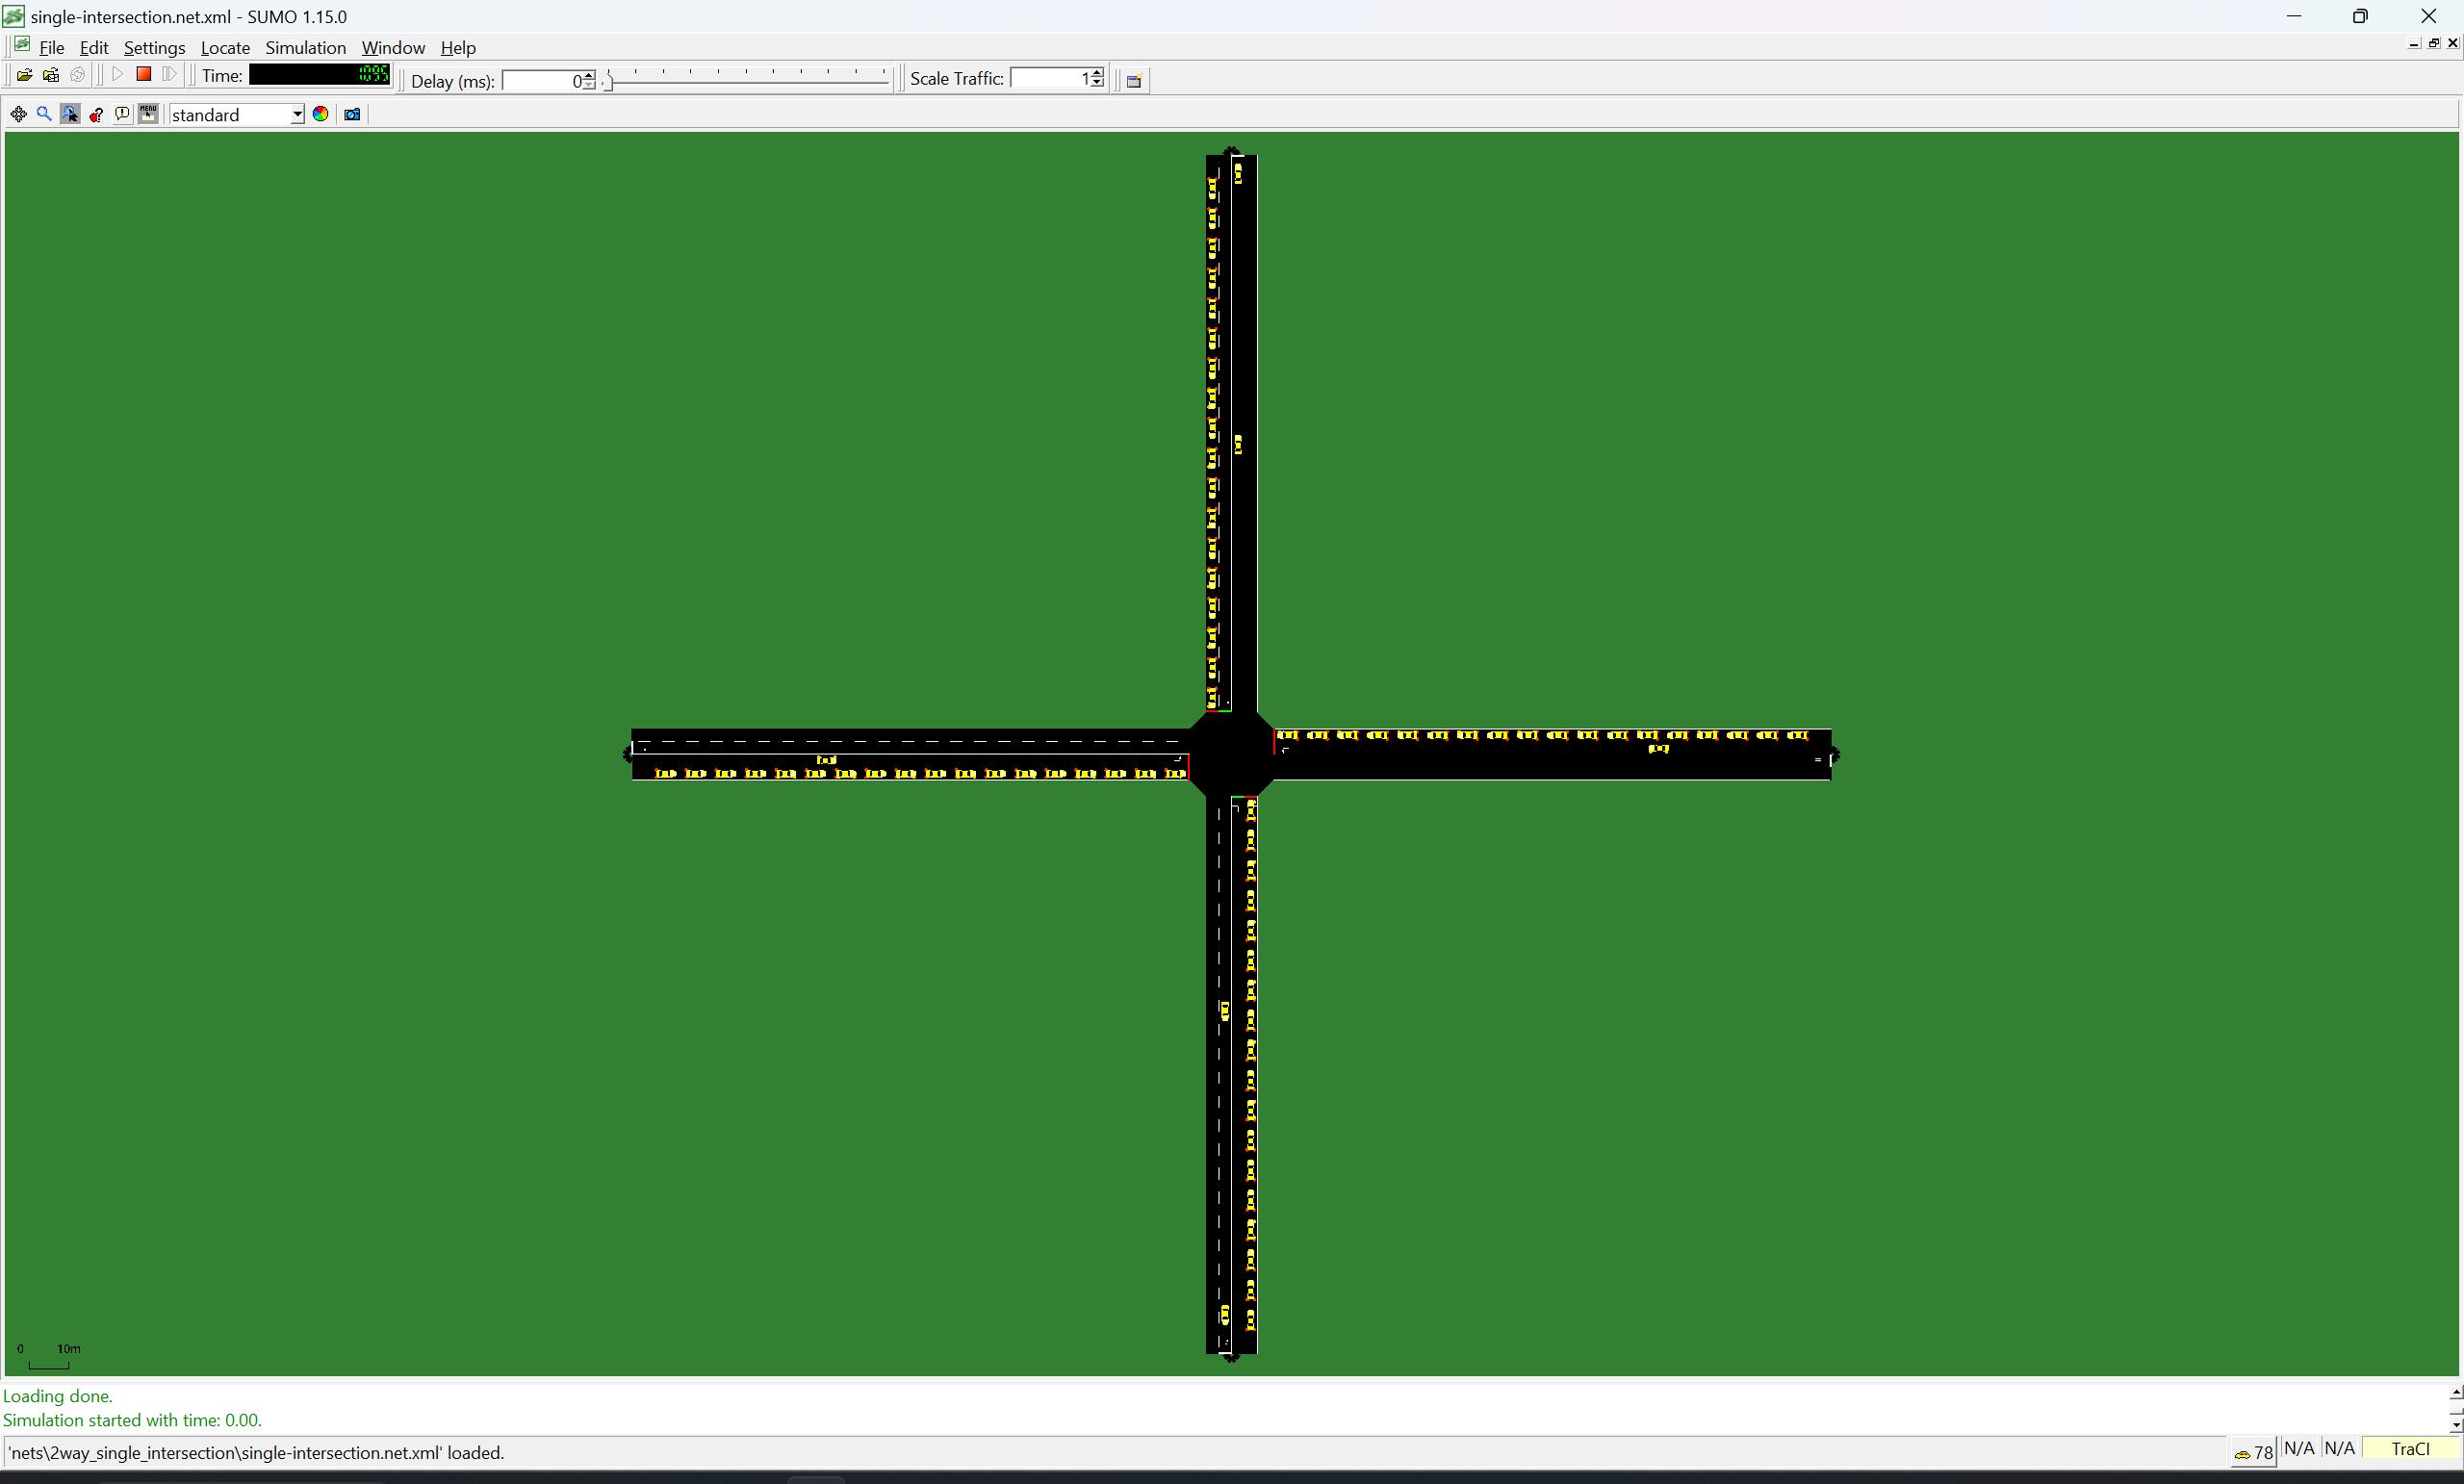 single-intersection.net.xml - SUMO 1.15.0
File Edit Settings Locate Simulation Window Help
Time: Delay (ms): 0 Scale Traffic: 1
MENU standard
0 10m
Loading done.
Simulation started with time: 0.00.
'nets\2way_single_intersection\single-intersection.net.xml' loaded. 78 N/A N/A TraCI